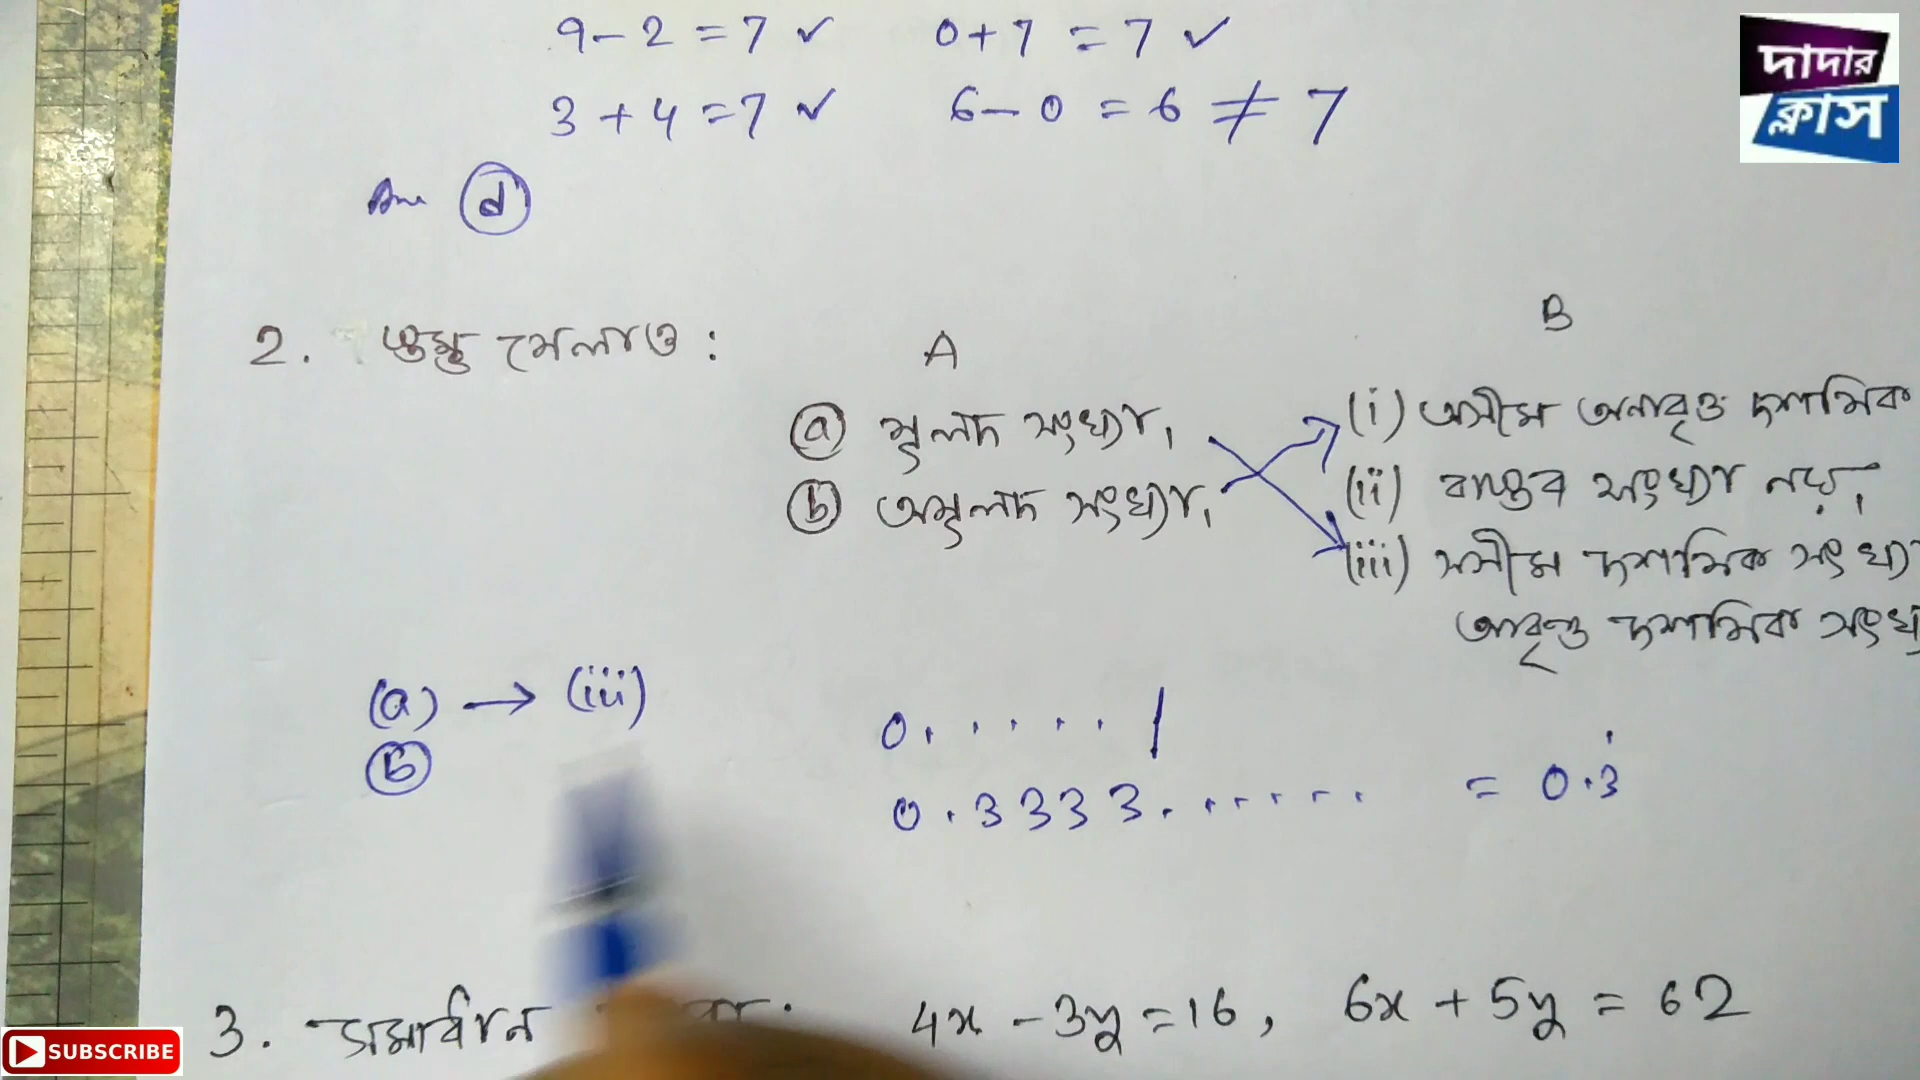 9-2=7 ✓ 0+7=7 ✓
দাদার
ক্লাস
3+4=7 ✓ 6-0=6≠7
Ans (d)
2. স্তম্ভ মেলাও : A B
(a) মূলদ সংখ্যা, (i) অসীম অনাবৃত্ত দশমিক
(b) অমূলদ সংখ্যা, (ii) বাস্তব সংখ্যা নয়,
(iii) সসীম দশমিক সংখ্যা
আবৃত্ত দশমিক সংখ্
(a) → (iii) 0.....1
(b) 0.3333....... = 0.3̇
3. সমাধান 4x-3y=16, 6x+5y=62
SUBSCRIBE